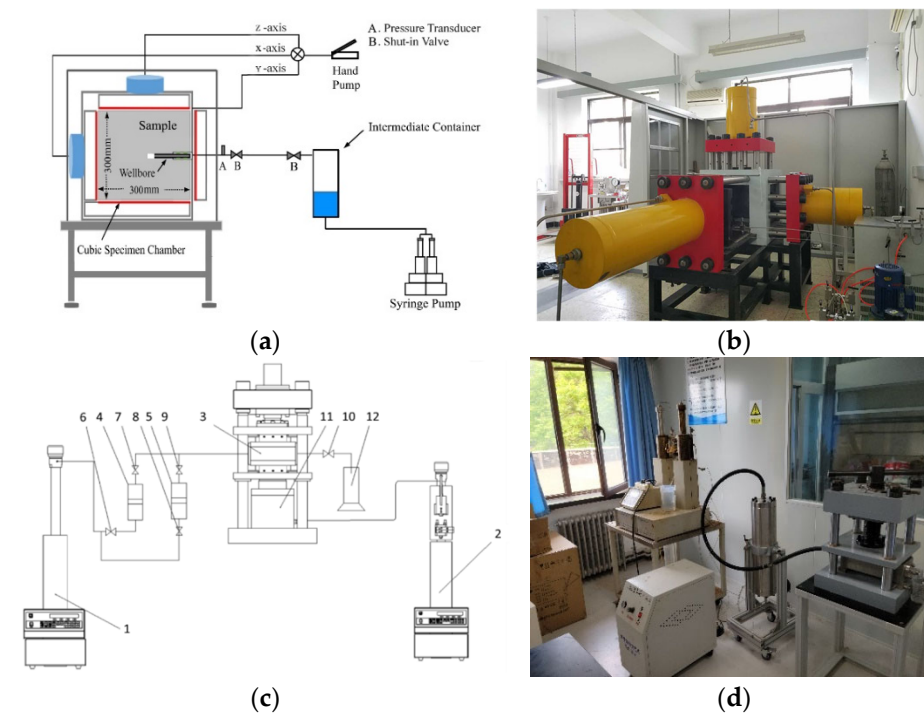 z-axis
x-axis
Y-axis
A. Pressure Transducer
B. Shut-in Valve
Hand
Pump
Sample
300mm
Wellbore
300mm
A
B
B
Intermediate Container
Cubic Specimen Chamber
Syringe Pump
(a)
(b)
6 4 7 8 5 9
3
11 10 12
1
2
(c)
(d)